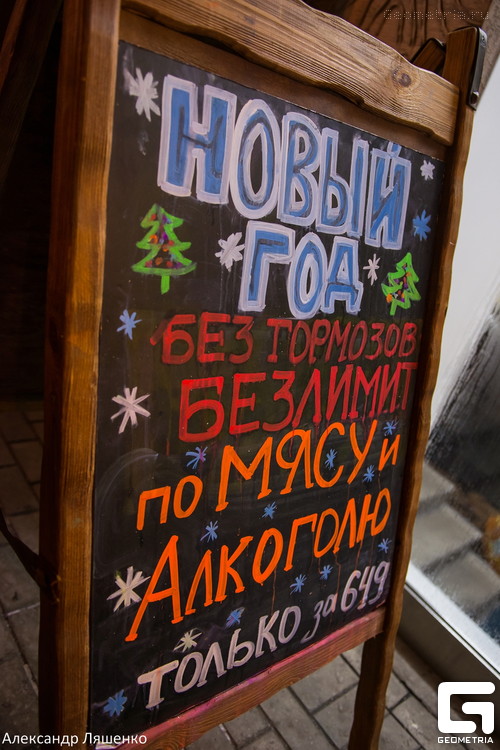 Geometria.ru
НОВЫЙ
ГОД
БЕЗ ТОРМОЗОВ
БЕЗЛИМИТ
по МЯСУ и
АЛКОГОЛЮ
ТОЛЬКО за 649
Александр Ляшенко
GEOMETRIA